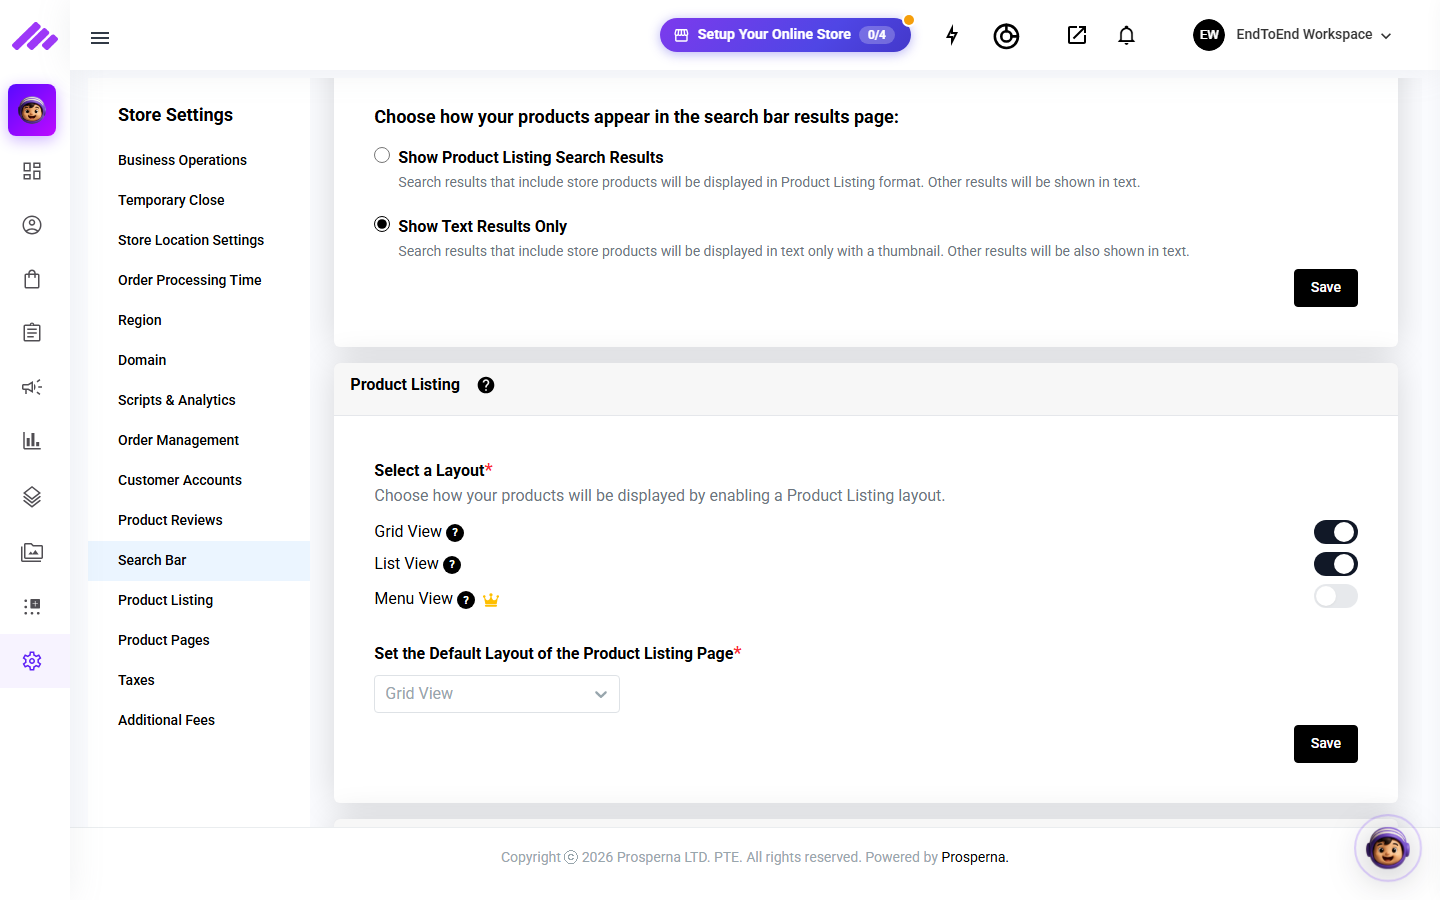 Setup Your Online Store 0/4
EW EndToEnd Workspace
Store Settings
Business Operations
Temporary Close
Store Location Settings
Order Processing Time
Region
Domain
Scripts & Analytics
Order Management
Customer Accounts
Product Reviews
Search Bar
Product Listing
Product Pages
Taxes
Additional Fees
Choose how your products appear in the search bar results page:
Show Product Listing Search Results
Search results that include store products will be displayed in Product Listing format. Other results will be shown in text.
Show Text Results Only
Search results that include store products will be displayed in text only with a thumbnail. Other results will be also shown in text.
Save
Product Listing ?
Select a Layout*
Choose how your products will be displayed by enabling a Product Listing layout.
Grid View ?
List View ?
Menu View ?
Set the Default Layout of the Product Listing Page*
Grid View
Save
Copyright © 2026 Prosperna LTD. PTE. All rights reserved. Powered by Prosperna.